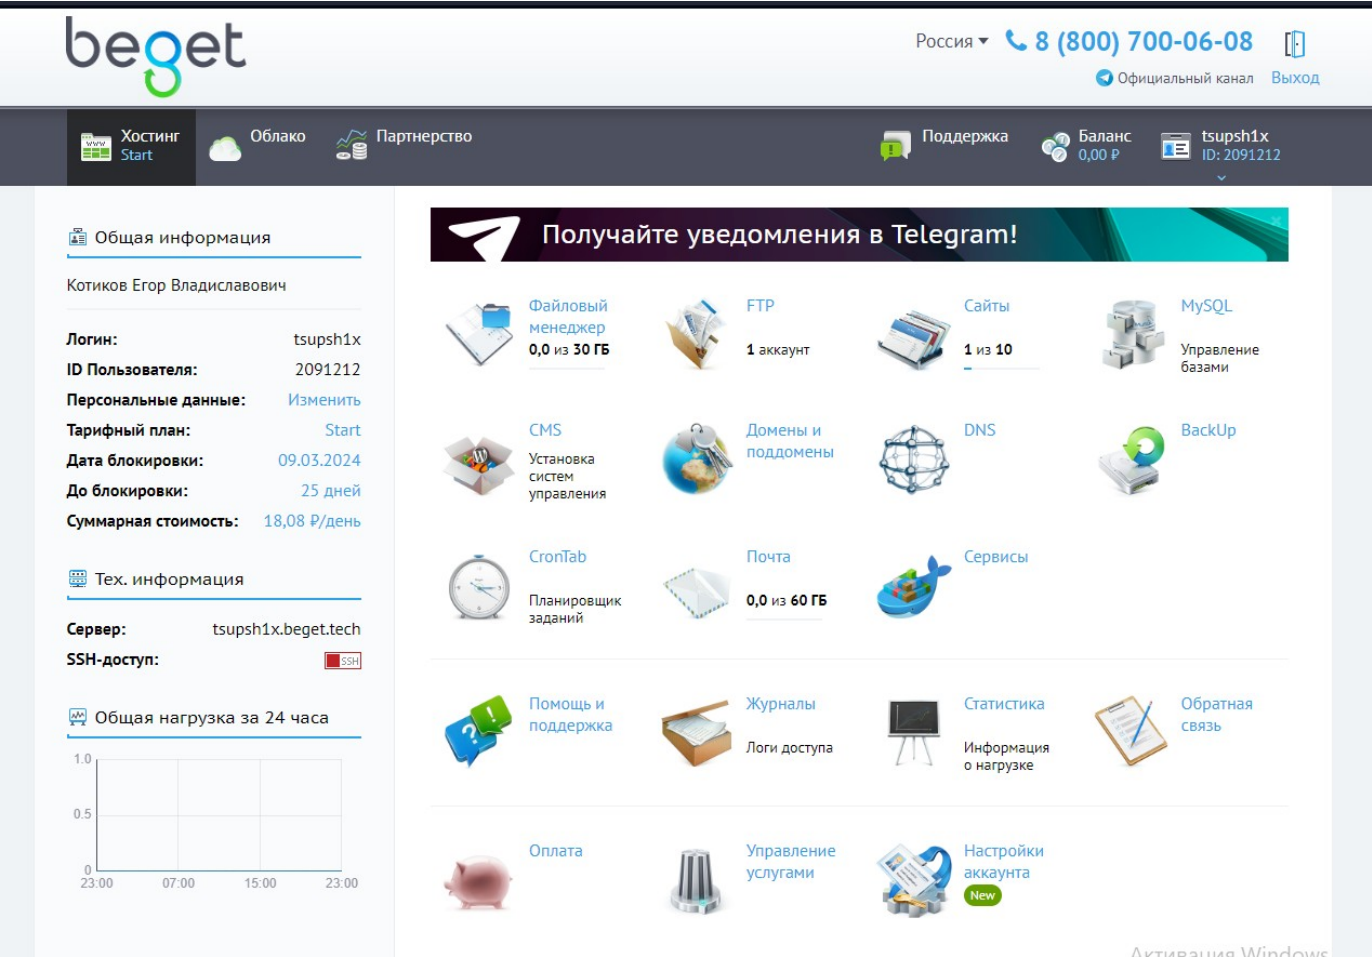 beget
Россия
8 (800) 700-06-08
Официальный канал
Выход
Хостинг
Start
Облако
Партнерство
Поддержка
Баланс
0,00 ₽
tsupsh1x
ID: 2091212
Общая информация
Котиков Егор Владиславович
Логин: tsupsh1x
ID Пользователя: 2091212
Персональные данные: Изменить
Тарифный план: Start
Дата блокировки: 09.03.2024
До блокировки: 25 дней
Суммарная стоимость: 18,08 ₽/день
Тех. информация
Сервер: tsupsh1x.beget.tech
SSH-доступ: SSH
Общая нагрузка за 24 часа
1.0
0.5
0
23:00 07:00 15:00 23:00
Получайте уведомления в Telegram!
Файловый
менеджер
0,0 из 30 ГБ
FTP
1 аккаунт
Сайты
1 из 10
MySQL
Управление
базами
CMS
Установка
систем
управления
Домены и
поддомены
DNS
BackUp
CronTab
Планировщик
заданий
Почта
0,0 из 60 ГБ
Сервисы
Помощь и
поддержка
Журналы
Логи доступа
Статистика
Информация
о нагрузке
Обратная
связь
Оплата
Управление
услугами
Настройки
аккаунта
New
Активация Windows